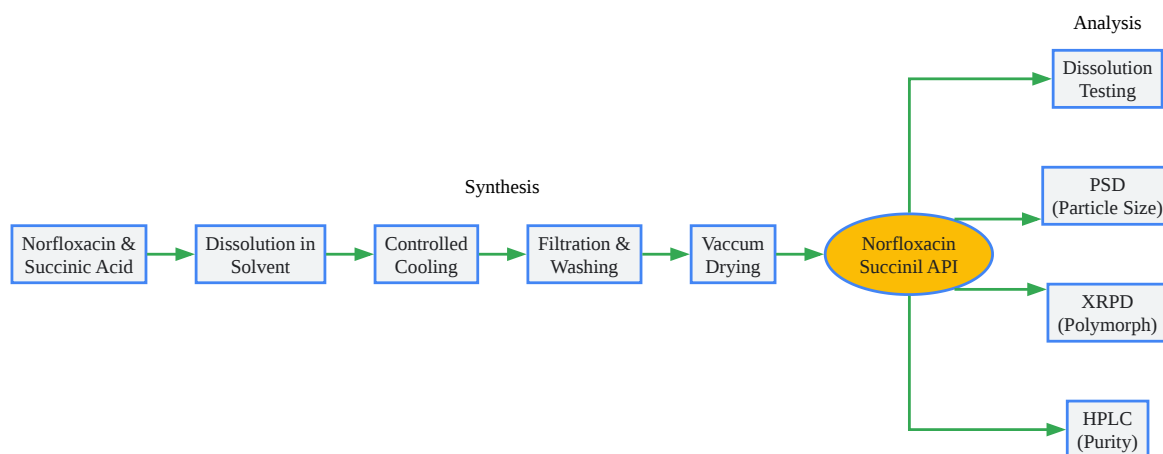 Analysis
Dissolution
Testing
Synthesis
Norfloxacin &
Succinic Acid
Dissolution in
Solvent
Controlled
Cooling
Filtration &
Washing
Vaccum
Drying
Norfloxacin
Succinil API
PSD
(Particle Size)
XRPD
(Polymorph)
HPLC
(Purity)